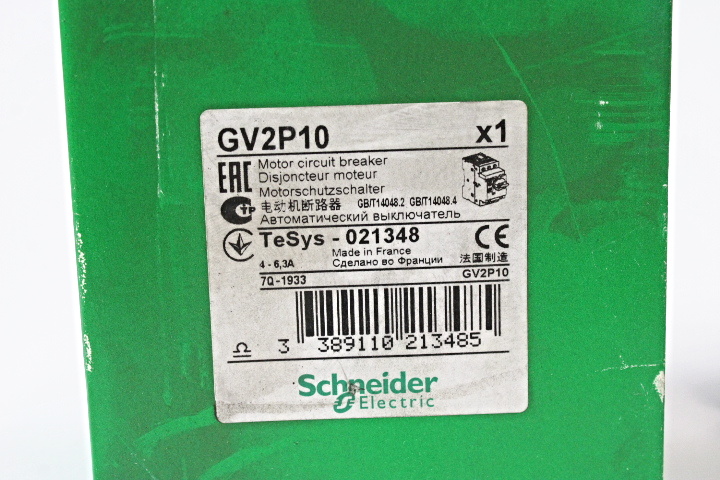 GV2P10 x1
EAC Motor circuit breaker
Disjoncteur moteur
Motorschutzschalter
电动机断路器 GB/T14048.2 GB/T14048.4
Автоматический выключатель
TeSys - 021348 CE
4 - 6,3A Made in France
Сделано во Франции 法国制造
7Q-1933 GV2P10
3 389110 213485
Schneider
Electric